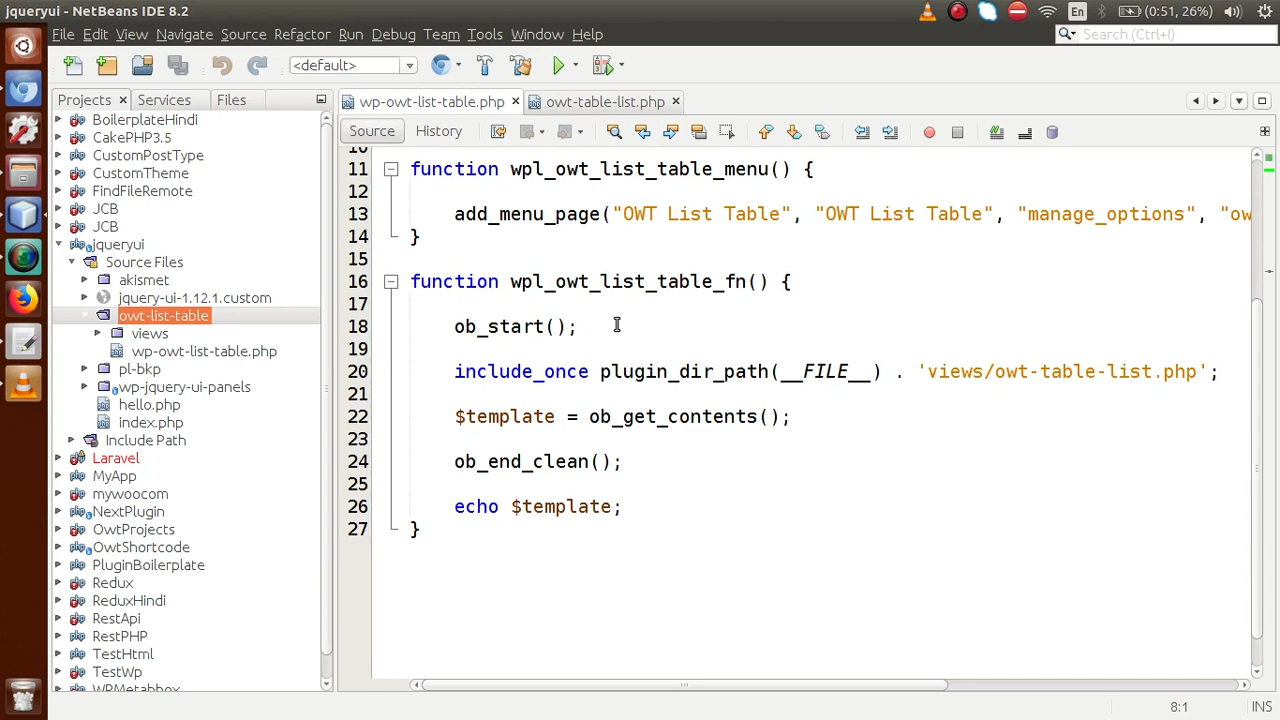 jqueryui - NetBeans IDE 8.2
En
(0:51, 26%)
File Edit View Navigate Source Refactor Run Debug Team Tools Window Help
Search (Ctrl+I)
<default>
Projects Services Files
wp-owt-list-table.php owt-table-list.php
Source History
BoilerplateHindi
CakePHP3.5
CustomPostType
CustomTheme
FindFileRemote
JCB
JCB
jqueryui
Source Files
akismet
jquery-ui-1.12.1.custom
owt-list-table
views
wp-owt-list-table.php
pl-bkp
wp-jquery-ui-panels
hello.php
index.php
Include Path
Laravel
MyApp
mywoocom
NextPlugin
OwtProjects
OwtShortcode
PluginBoilerplate
Redux
ReduxHindi
RestApi
RestPHP
TestHtml
TestWp
WPMetabbox
10
11 function wpl_owt_list_table_menu() {
12
13 add_menu_page("OWT List Table", "OWT List Table", "manage_options", "ow
14 }
15
16 function wpl_owt_list_table_fn() {
17
18 ob_start();
19
20 include_once plugin_dir_path(__FILE__) . 'views/owt-table-list.php';
21
22 $template = ob_get_contents();
23
24 ob_end_clean();
25
26 echo $template;
27 }
8:1 INS